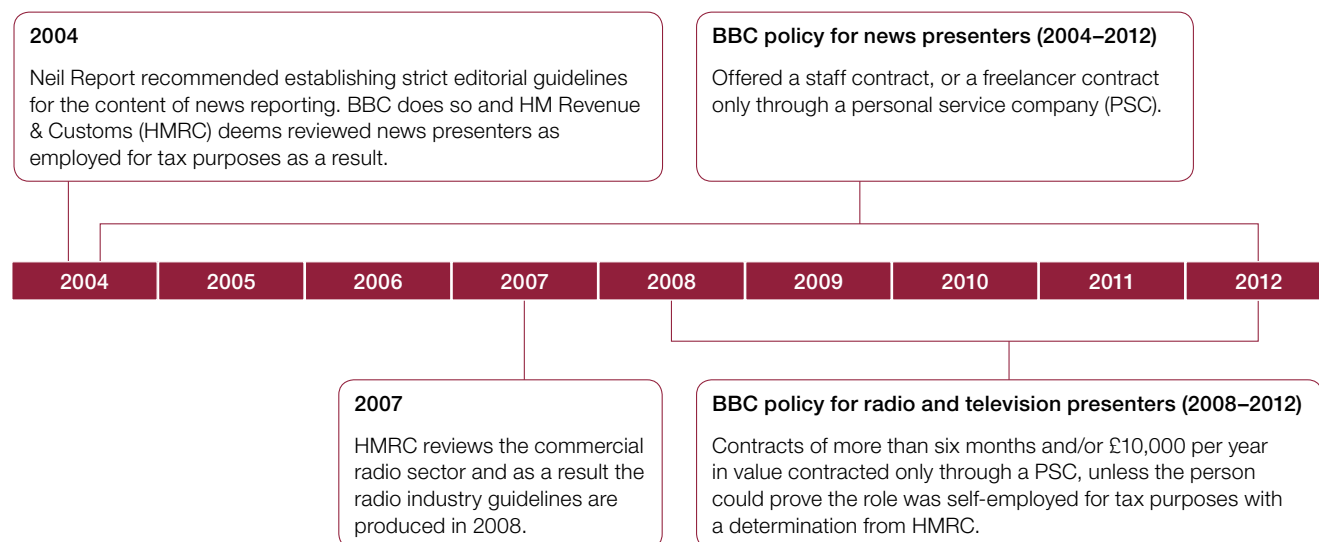 2004
Neil Report recommended establishing strict editorial guidelines
for the content of news reporting. BBC does so and HM Revenue
& Customs (HMRC) deems reviewed news presenters as
employed for tax purposes as a result.
BBC policy for news presenters (2004–2012)
Offered a staff contract, or a freelancer contract
only through a personal service company (PSC).
2004 2005 2006 2007 2008 2009 2010 2011 2012
2007
HMRC reviews the commercial
radio sector and as a result the
radio industry guidelines are
produced in 2008.
BBC policy for radio and television presenters (2008–2012)
Contracts of more than six months and/or £10,000 per year
in value contracted only through a PSC, unless the person
could prove the role was self-employed for tax purposes with
a determination from HMRC.